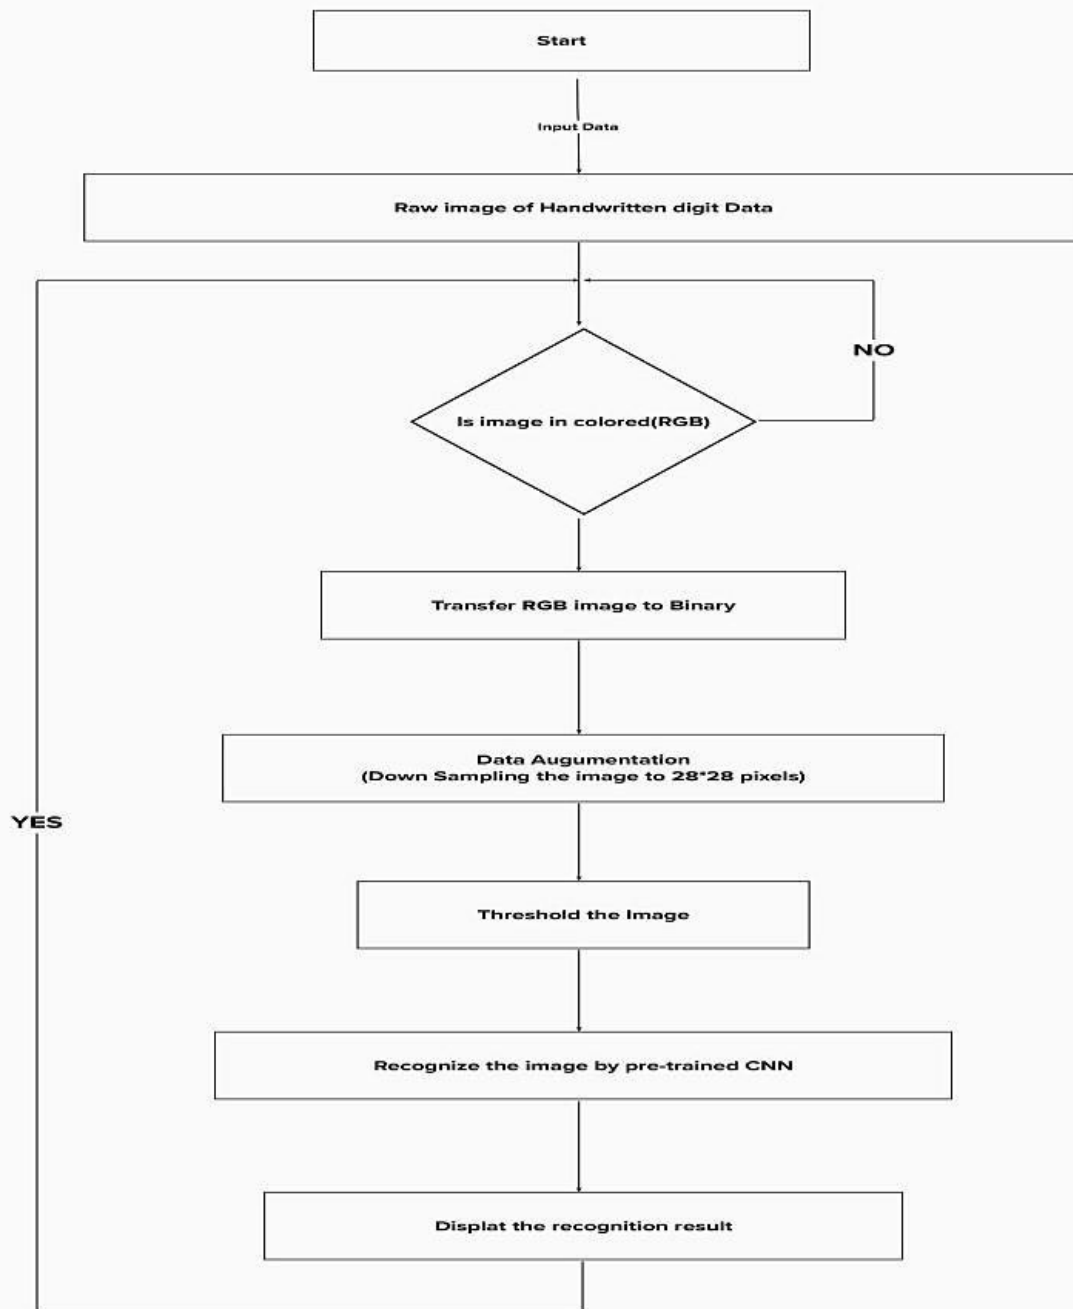 Start
Input Data
Raw image of Handwritten digit Data
NO
Is image in colored(RGB)
Transfer RGB image to Binary
Data Augumentation
(Down Sampling the image to 28*28 pixels)
YES
Threshold the Image
Recognize the image by pre-trained CNN
Displat the recognition result